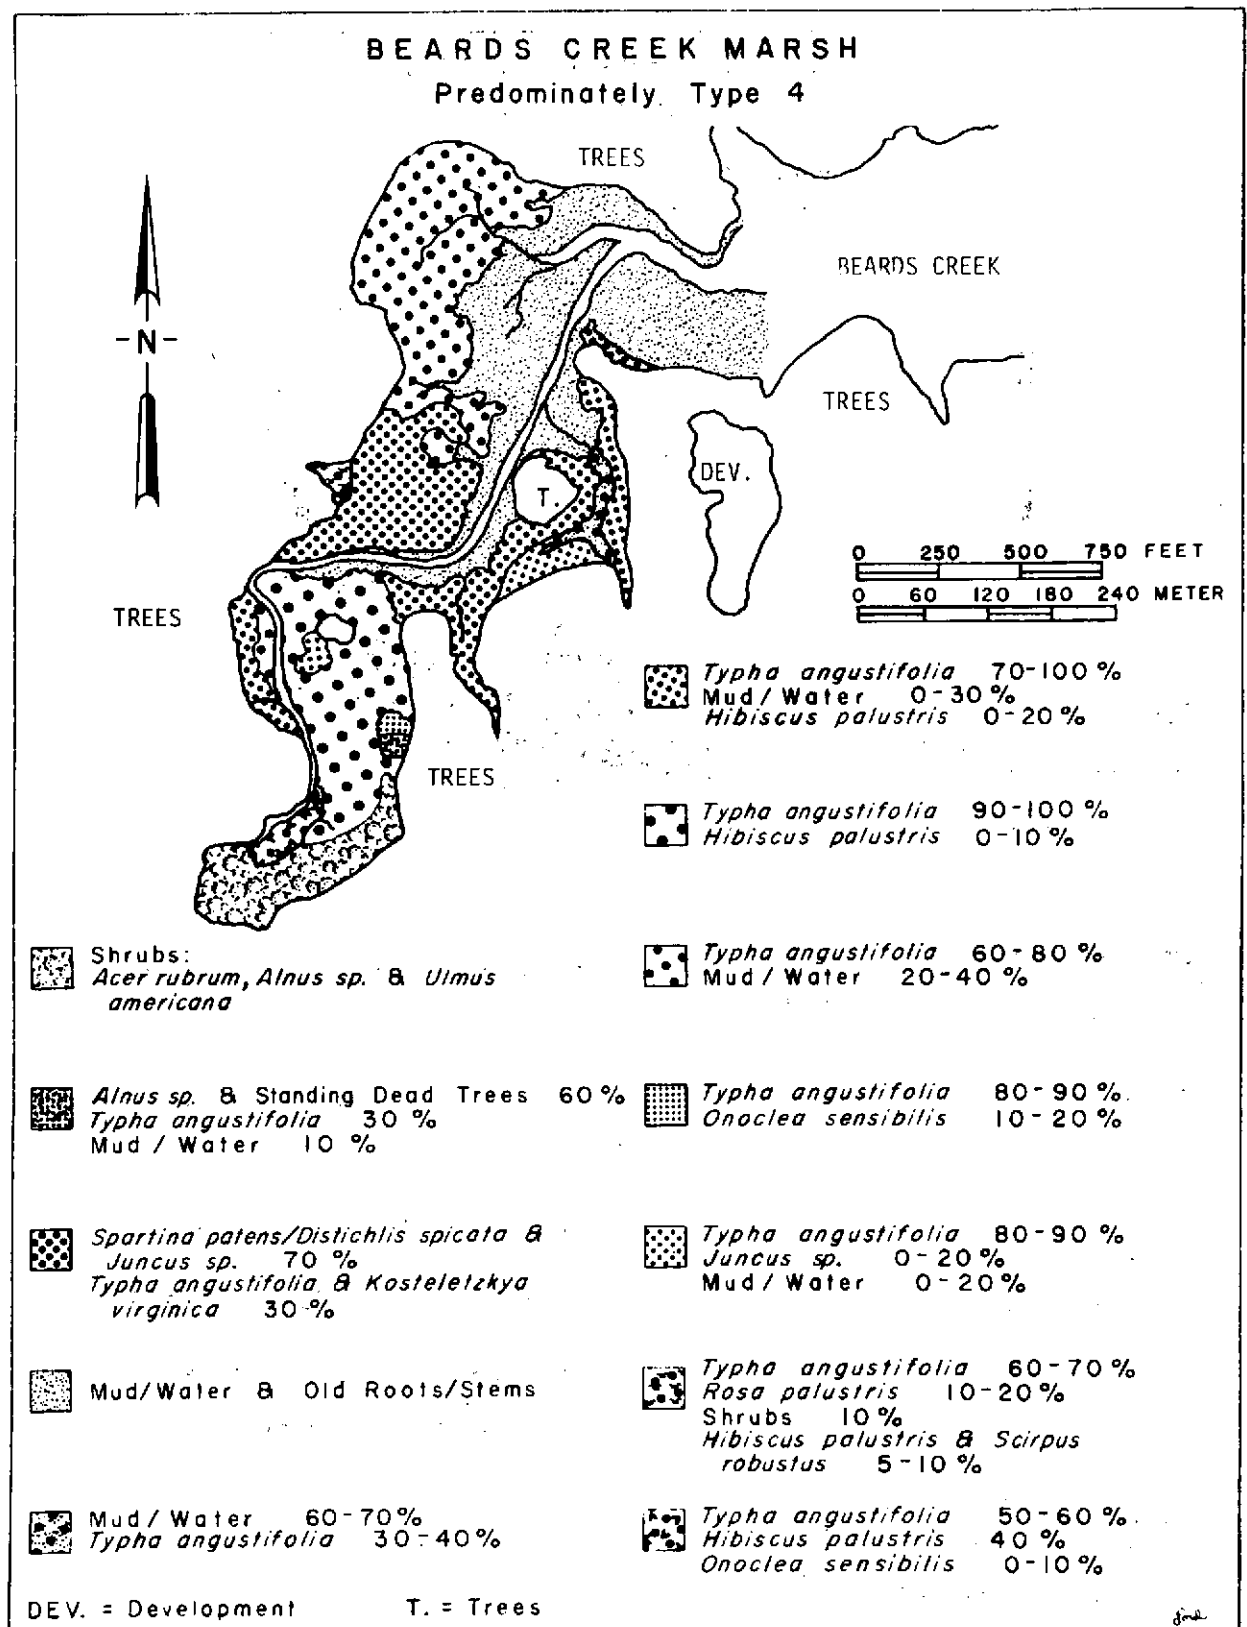 BEARDS CREEK MARSH
Predominately Type 4
TREES
BEARDS CREEK
-N-
TREES
DEV.
T.
0 250 500 750 FEET
0 60 120 180 240 METER
TREES
TREES
Typha angustifolia 70-100%
Mud/Water 0-30%
Hibiscus palustris 0-20%
Typha angustifolia 90-100%
Hibiscus palustris 0-10%
Shrubs:
Acer rubrum, Alnus sp. & Ulmus
americana
Typha angustifolia 60-80%
Mud/Water 20-40%
Alnus sp. & Standing Dead Trees 60%
Typha angustifolia 30%
Mud/Water 10%
Typha angustifolia 80-90%
Onoclea sensibilis 10-20%
Spartina patens/Distichlis spicata &
Juncus sp. 70%
Typha angustifolia & Kosteletzkya
virginica 30%
Typha angustifolia 80-90%
Juncus sp. 0-20%
Mud/Water 0-20%
Mud/Water & Old Roots/Stems
Typha angustifolia 60-70%
Rosa palustris 10-20%
Shrubs 10%
Hibiscus palustris & Scirpus
robustus 5-10%
Mud/Water 60-70%
Typha angustifolia 30-40%
Typha angustifolia 50-60%
Hibiscus palustris 40%
Onoclea sensibilis 0-10%
DEV. = Development T. = Trees